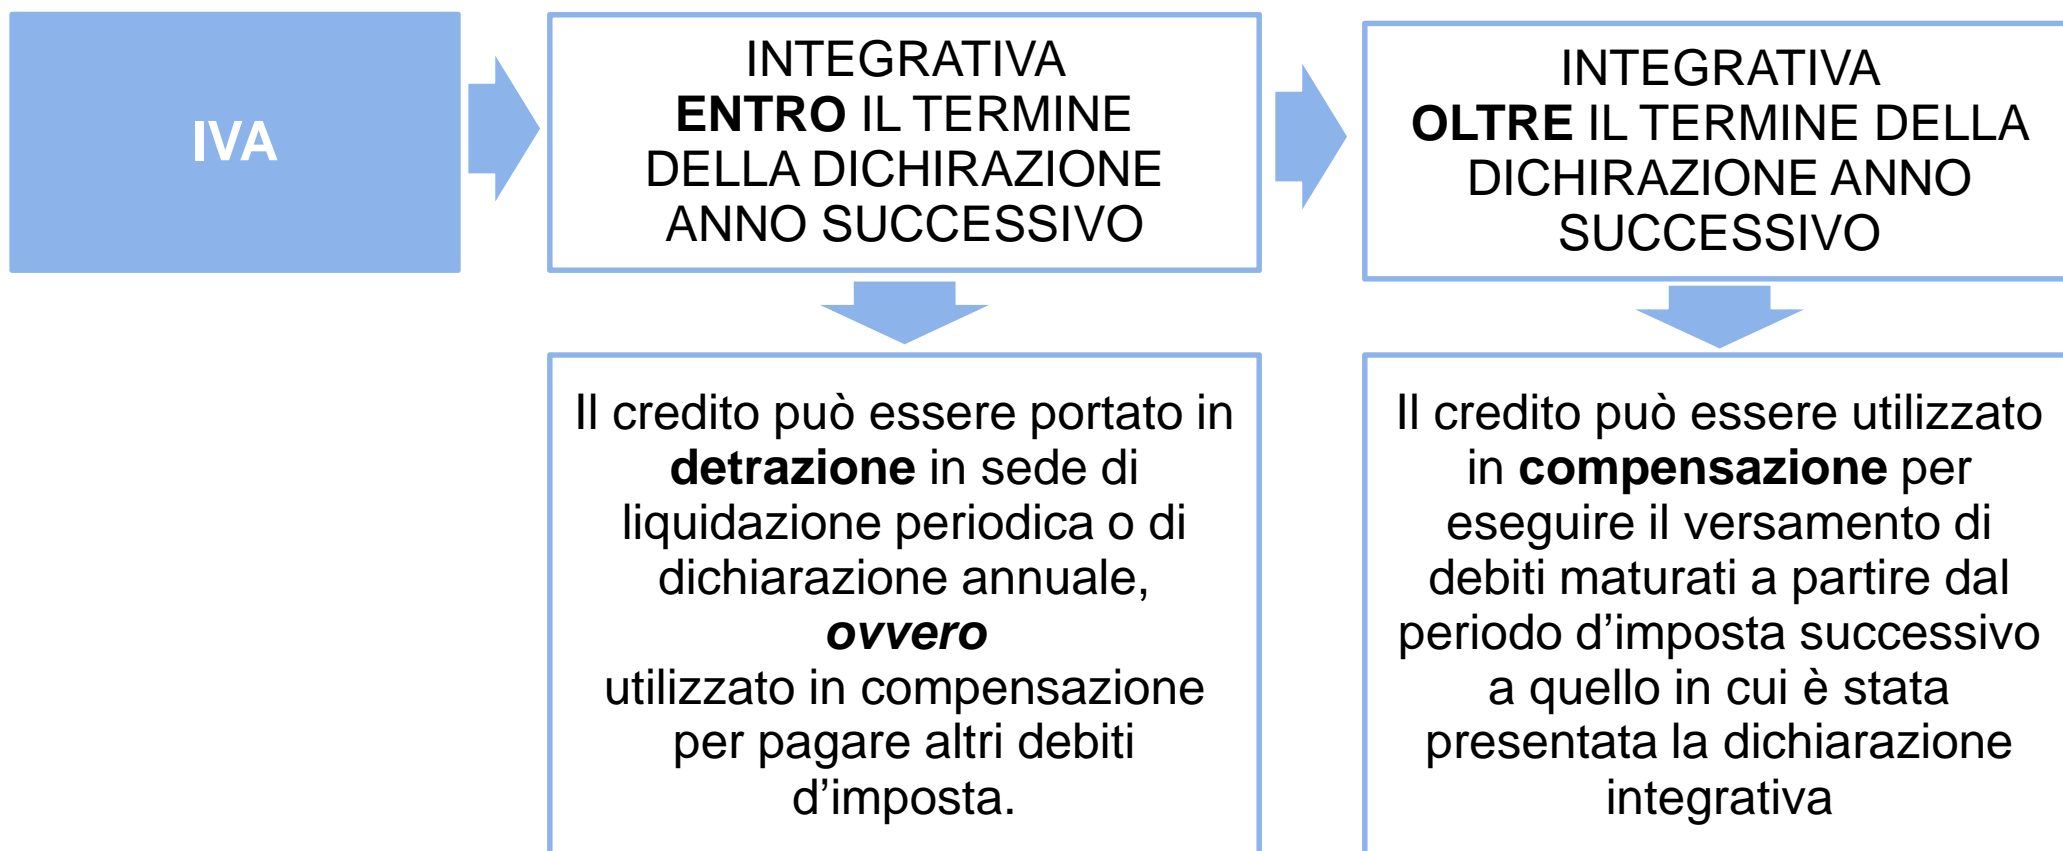 IVA
INTEGRATIVA
ENTRO IL TERMINE
DELLA DICHIRAZIONE
ANNO SUCCESSIVO
INTEGRATIVA
OLTRE IL TERMINE DELLA
DICHIRAZIONE ANNO
SUCCESSIVO
Il credito può essere portato in
detrazione in sede di
liquidazione periodica o di
dichiarazione annuale,
ovvero
utilizzato in compensazione
per pagare altri debiti
d’imposta.
Il credito può essere utilizzato
in compensazione per
eseguire il versamento di
debiti maturati a partire dal
periodo d’imposta successivo
a quello in cui è stata
presentata la dichiarazione
integrativa